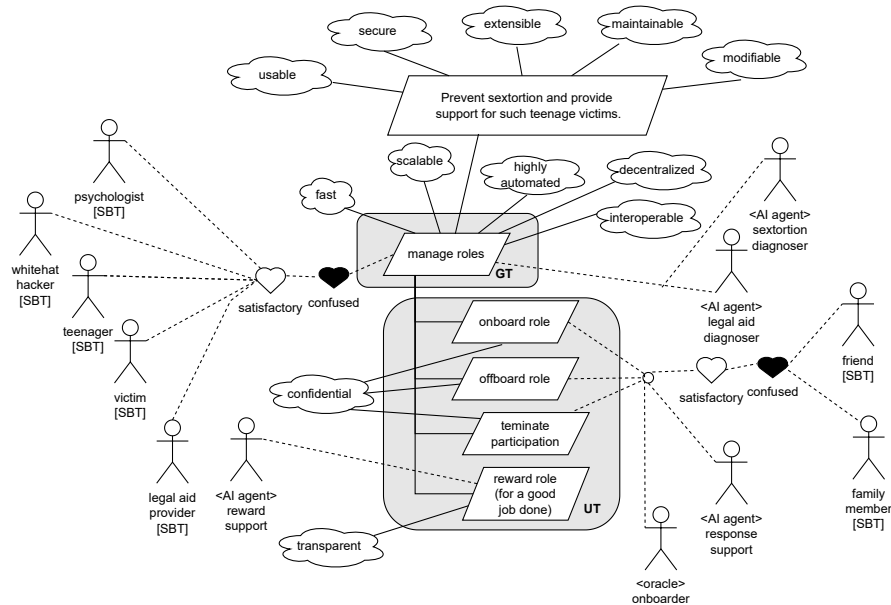 extensible
maintainable
secure
modifiable
usable
Prevent sextortion and provide
support for such teenage victims.
scalable
highly
automated
decentralized
fast
interoperable
psychologist
[SBT]
<AI agent>
sextortion
diagnoser
manage roles
GT
whitehat
hacker
[SBT]
satisfactory
confused
<AI agent>
legal aid
diagnoser
teenager
[SBT]
onboard role
friend
[SBT]
victim
[SBT]
confidential
offboard role
satisfactory
confused
teminate
participation
legal aid
provider
[SBT]
<AI agent>
reward
support
reward role
(for a good
job done)
UT
<AI agent>
response
support
family
member
[SBT]
transparent
<oracle>
onboarder